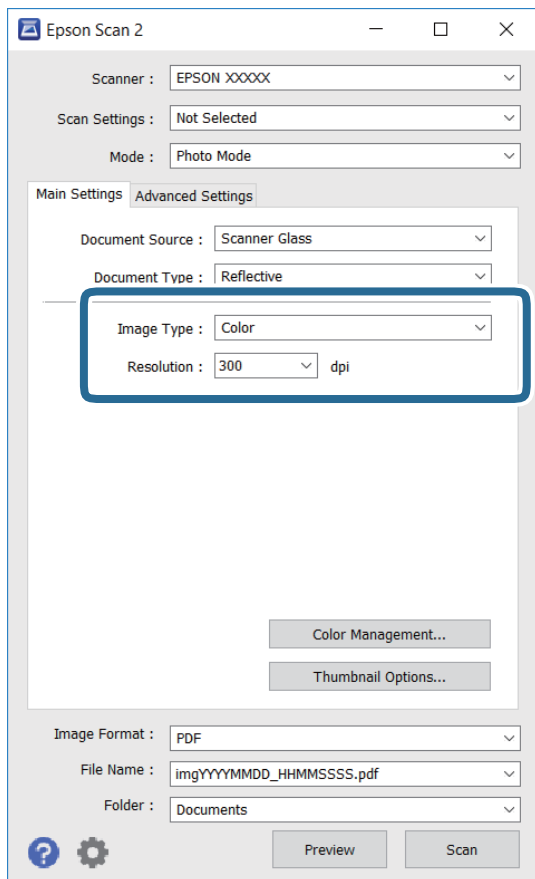 Epson Scan 2
Scanner : EPSON XXXXX
Scan Settings : Not Selected
Mode : Photo Mode
Main Settings Advanced Settings
Document Source : Scanner Glass
Document Type : Reflective
Image Type : Color
Resolution : 300 dpi
Color Management...
Thumbnail Options...
Image Format : PDF
File Name : imgYYYYMMDD_HHMMSSSS.pdf
Folder : Documents
? Preview Scan